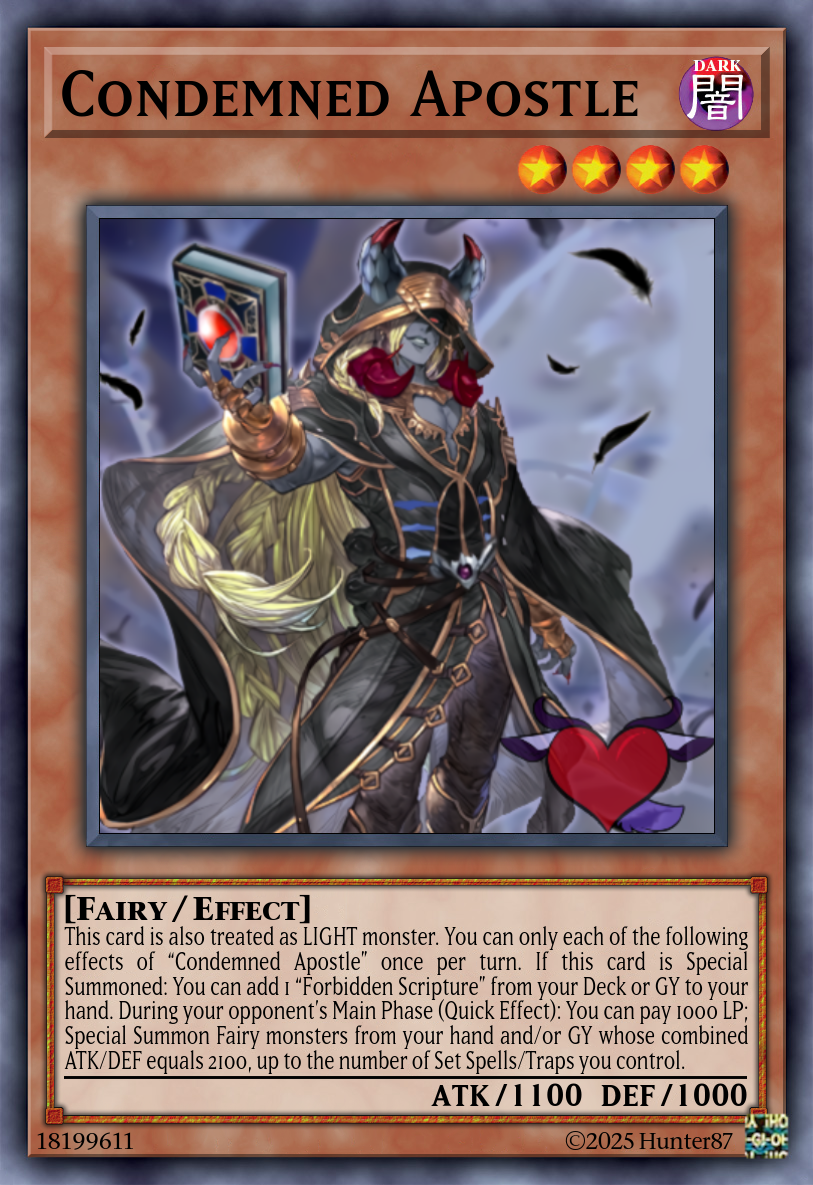 Condemned Apostle
DARK
闇
[Fairy / Effect]
This card is also treated as LIGHT monster. You can only each of the following
effects of “Condemned Apostle” once per turn. If this card is Special
Summoned: You can add 1 “Forbidden Scripture” from your Deck or GY to your
hand. During your opponent's Main Phase (Quick Effect): You can pay 1000 LP;
Special Summon Fairy monsters from your hand and/or GY whose combined
ATK/DEF equals 2100, up to the number of Set Spells/Traps you control.
ATK/1100 DEF/1000
18199611 ©2025 Hunter87